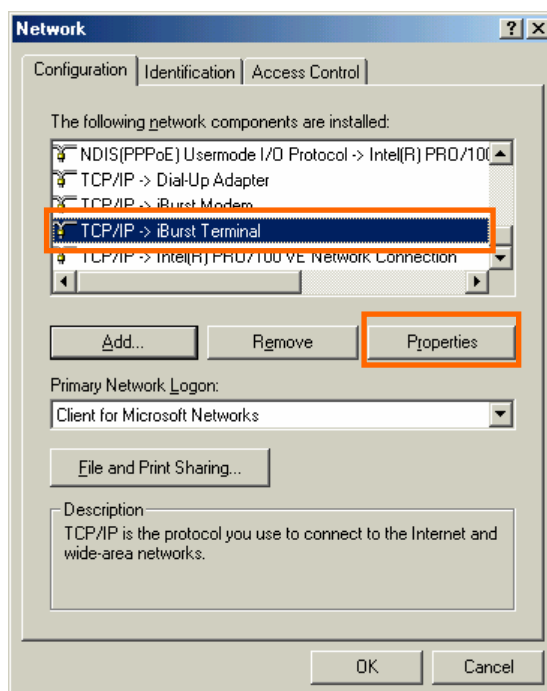 Network
Configuration Identification Access Control
The following network components are installed:
NDIS(PPPoE) Usermode I/O Protocol -> Intel(R) PRO/100
TCP/IP -> Dial-Up Adapter
TCP/IP -> iBurst Modem
TCP/IP -> iBurst Terminal
TCP/IP -> Intel(R) PRO/100 VE Network Connection
Add... Remove Properties
Primary Network Logon:
Client for Microsoft Networks
File and Print Sharing...
Description
TCP/IP is the protocol you use to connect to the Internet and
wide-area networks.
OK Cancel